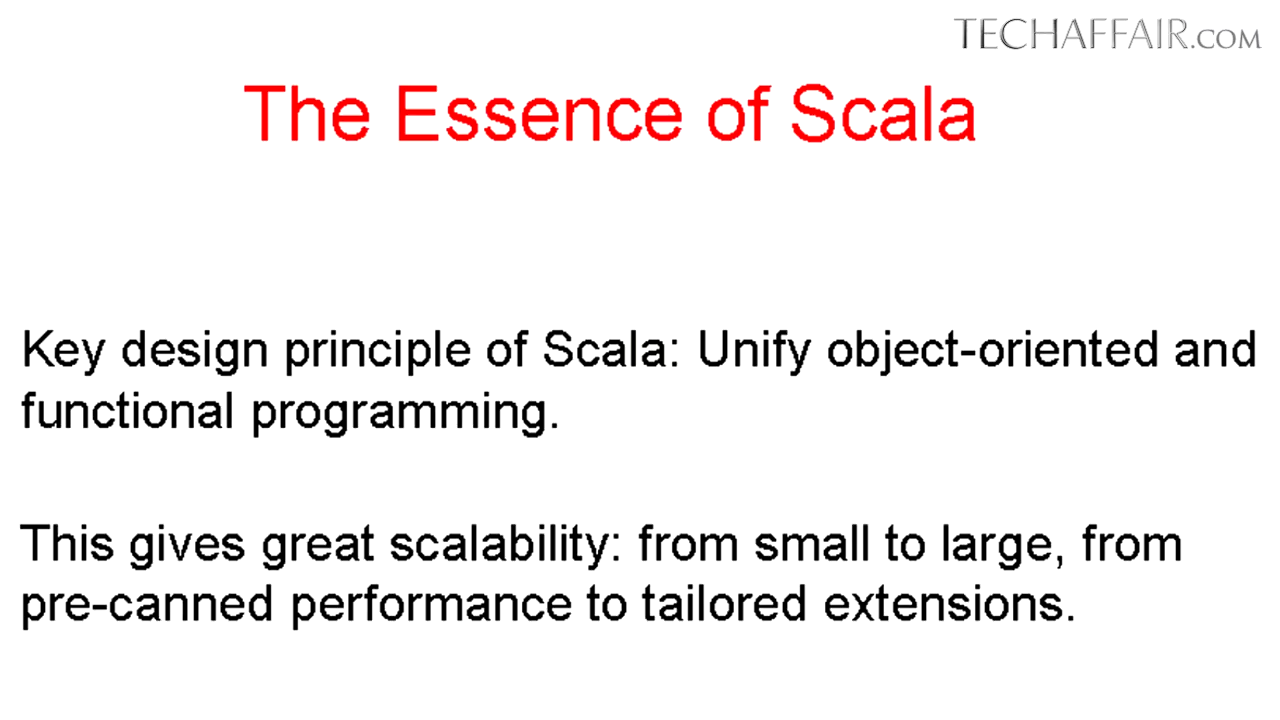 TECHAFFAIR.COM
The Essence of Scala
Key design principle of Scala: Unify object-oriented and
functional programming.
This gives great scalability: from small to large, from
pre-canned performance to tailored extensions.